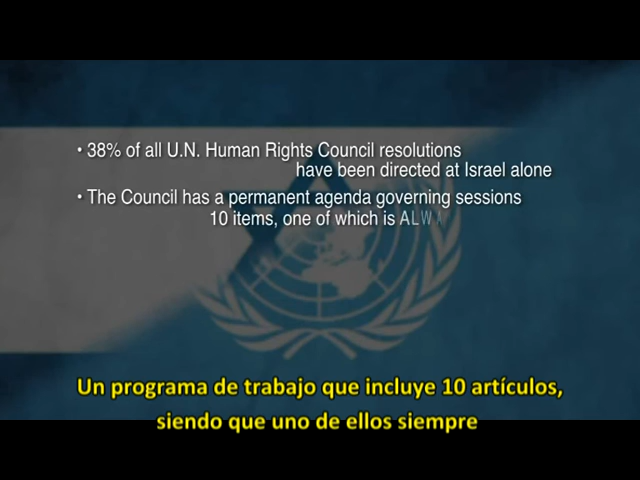 • 38% of all U.N. Human Rights Council resolutions
have been directed at Israel alone
• The Council has a permanent agenda governing sessions
10 items, one of which is ALWA
Un programa de trabajo que incluye 10 artículos,
siendo que uno de ellos siempre